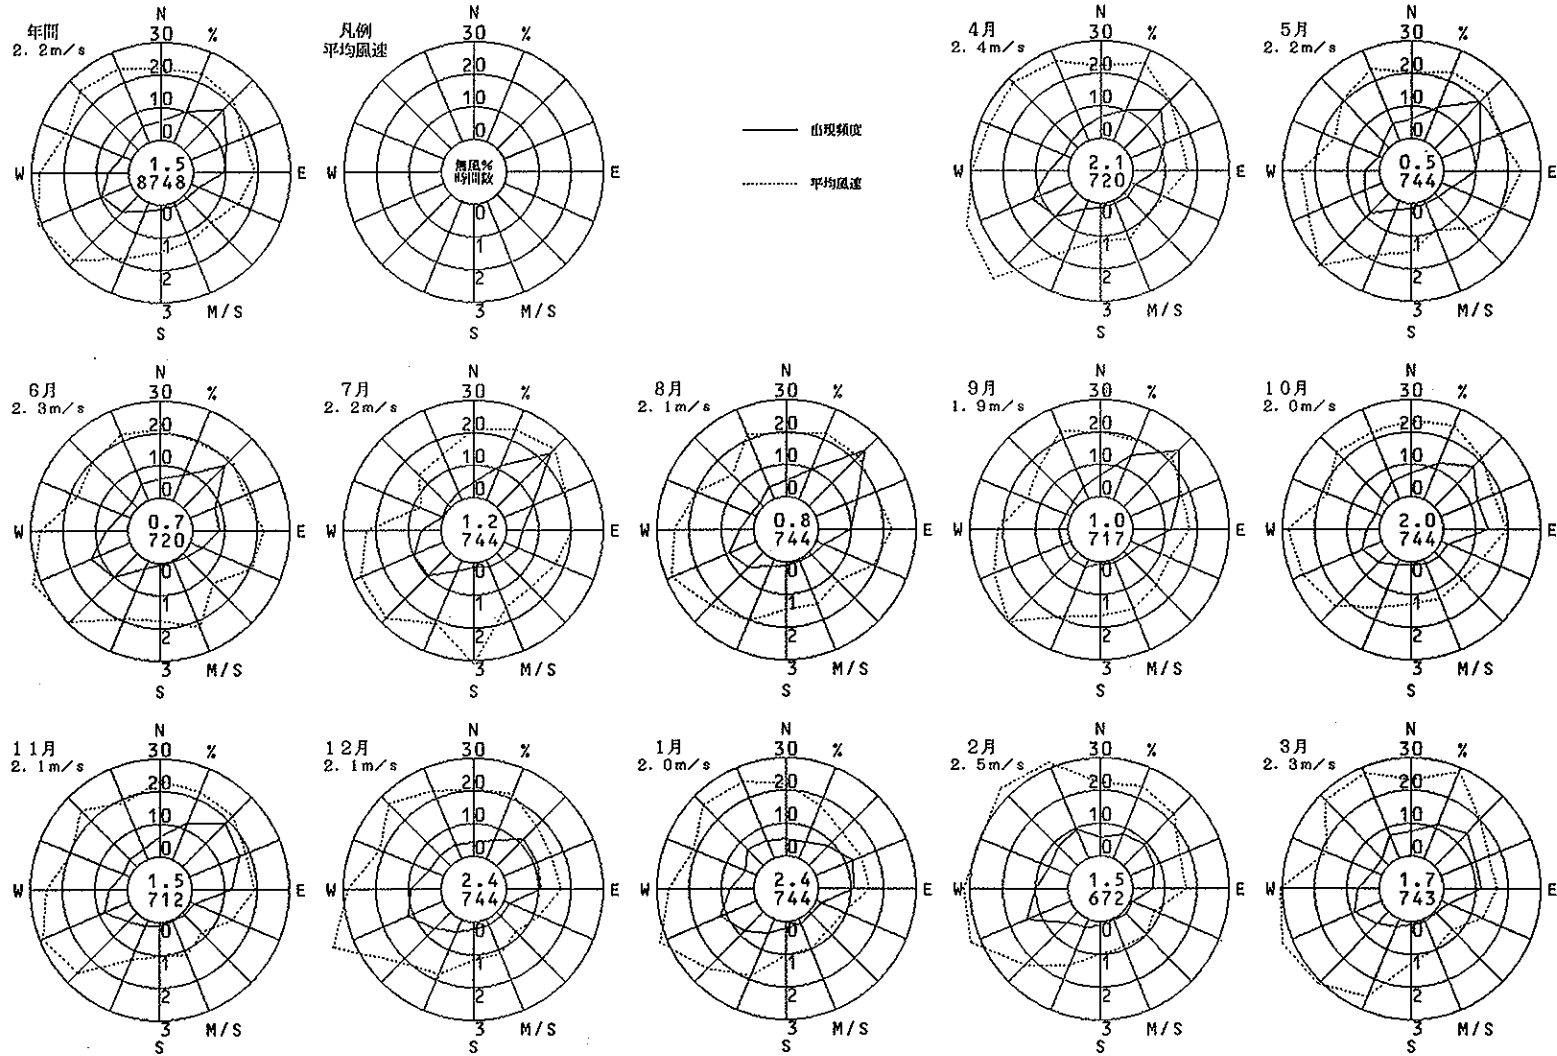 年間
2.2m/s
N
30 %
20
10
0
1.5
8748
W
E
0
1
2
3 M/S
S
凡例
平均風速
N
30 %
20
10
0
無風%
時間数
W
E
0
1
2
3 M/S
S
出現頻度
平均風速
4月
2.4m/s
N
30 %
20
10
0
2.1
720
W
E
0
1
2
3 M/S
S
5月
2.2m/s
N
30 %
20
10
0
0.5
744
W
E
0
1
2
3 M/S
S
6月
2.3m/s
N
30 %
20
10
0
0.7
720
W
E
0
1
2
3 M/S
S
7月
2.2m/s
N
30 %
20
10
0
1.2
744
W
E
0
1
2
3 M/S
S
8月
2.1m/s
N
30 %
20
10
0
0.8
744
W
E
0
1
2
3 M/S
S
9月
1.9m/s
N
30 %
20
10
0
1.0
717
W
E
0
1
2
3 M/S
S
10月
2.0m/s
N
30 %
20
10
0
2.0
744
W
E
0
1
2
3 M/S
S
11月
2.1m/s
N
30 %
20
10
0
1.5
712
W
E
0
1
2
3 M/S
S
12月
2.1m/s
N
30 %
20
10
0
2.4
744
W
E
0
1
2
3 M/S
S
1月
2.0m/s
N
30 %
20
10
0
2.4
744
W
E
0
1
2
3 M/S
S
2月
2.5m/s
N
30 %
20
10
0
1.5
672
W
E
0
1
2
3 M/S
S
3月
2.3m/s
N
30 %
20
10
0
1.7
743
W
E
0
1
2
3 M/S
S